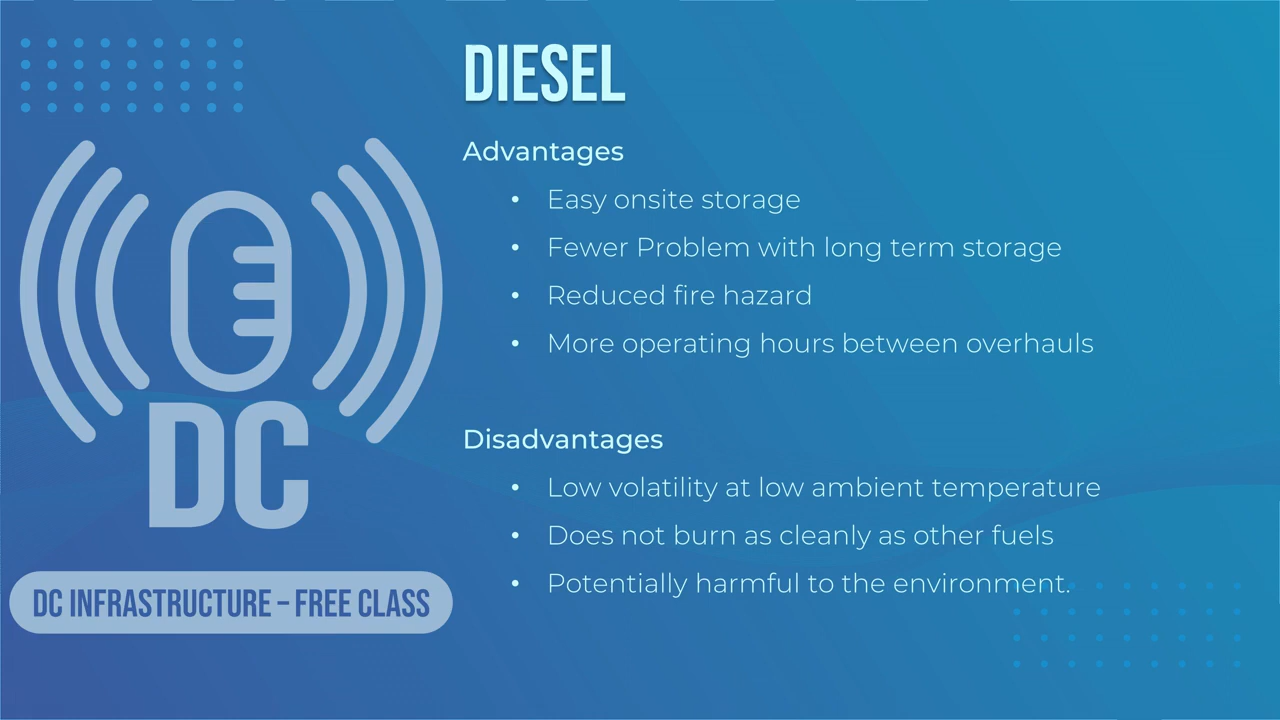 DIESEL
Advantages
• Easy onsite storage
• Fewer Problem with long term storage
• Reduced fire hazard
• More operating hours between overhauls
Disadvantages
• Low volatility at low ambient temperature
• Does not burn as cleanly as other fuels
• Potentially harmful to the environment.
DC
DC INFRASTRUCTURE – FREE CLASS